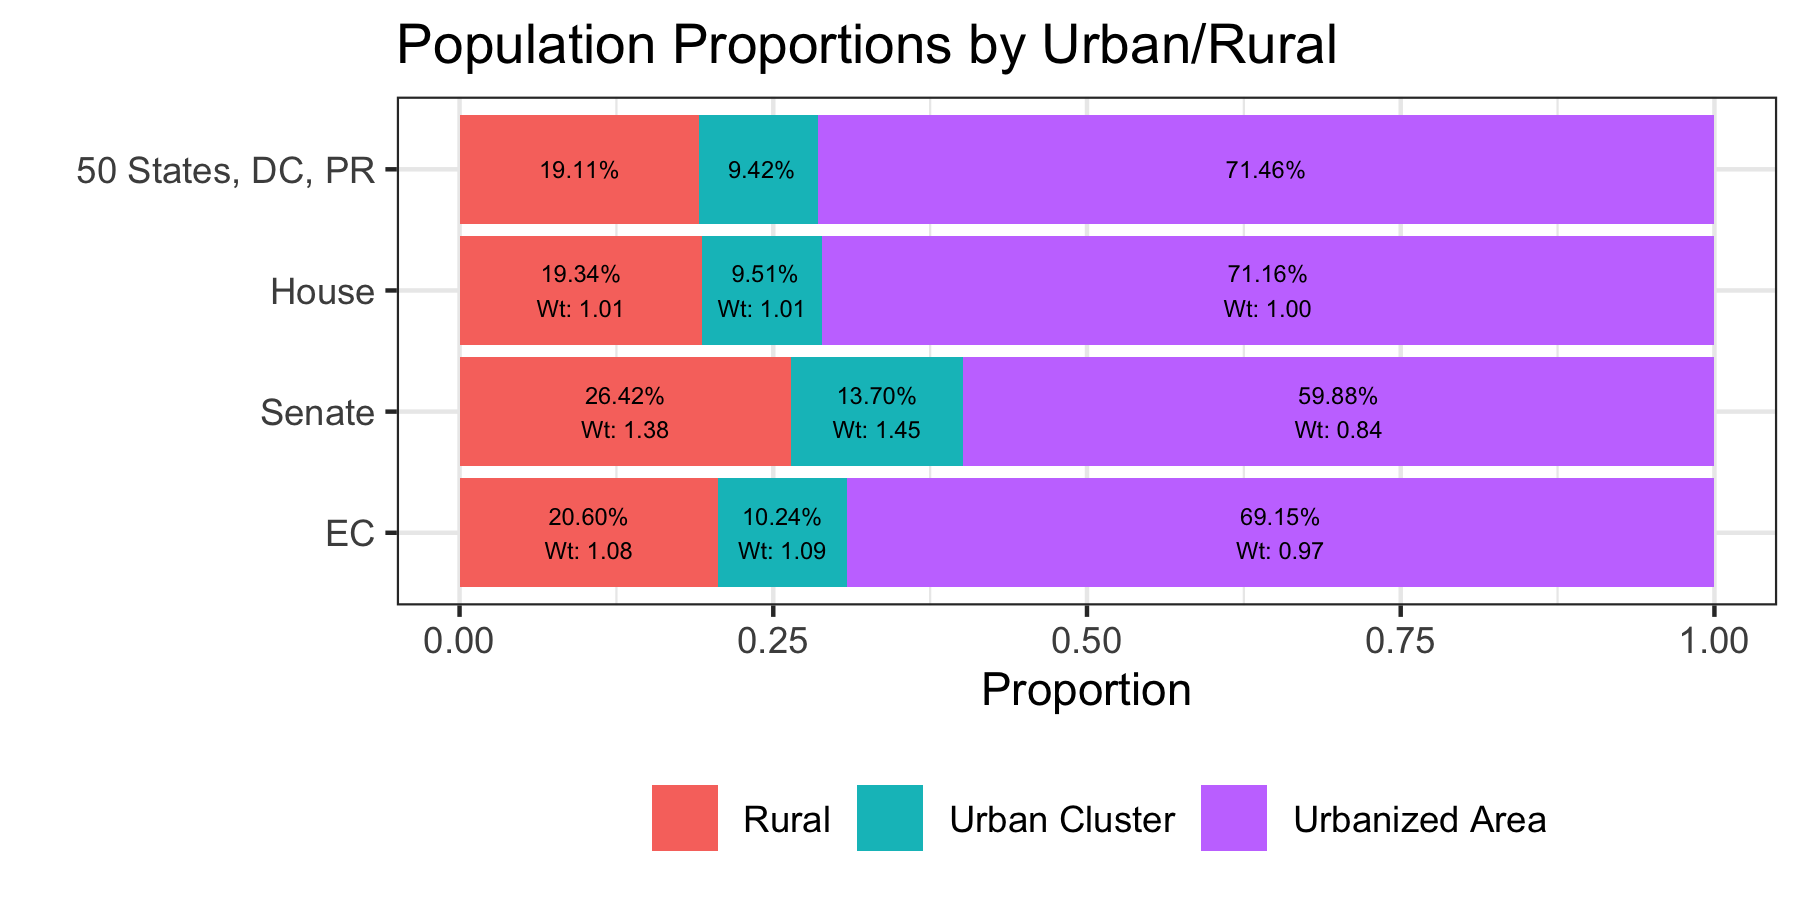 Population Proportions by Urban/Rural
50 States, DC, PR
19.11%
9.42%
71.46%
House
19.34%
Wt: 1.01
9.51%
Wt: 1.01
71.16%
Wt: 1.00
Senate
26.42%
Wt: 1.38
13.70%
Wt: 1.45
59.88%
Wt: 0.84
EC
20.60%
Wt: 1.08
10.24%
Wt: 1.09
69.15%
Wt: 0.97
0.00
0.25
0.50
0.75
1.00
Proportion
Rural
Urban Cluster
Urbanized Area